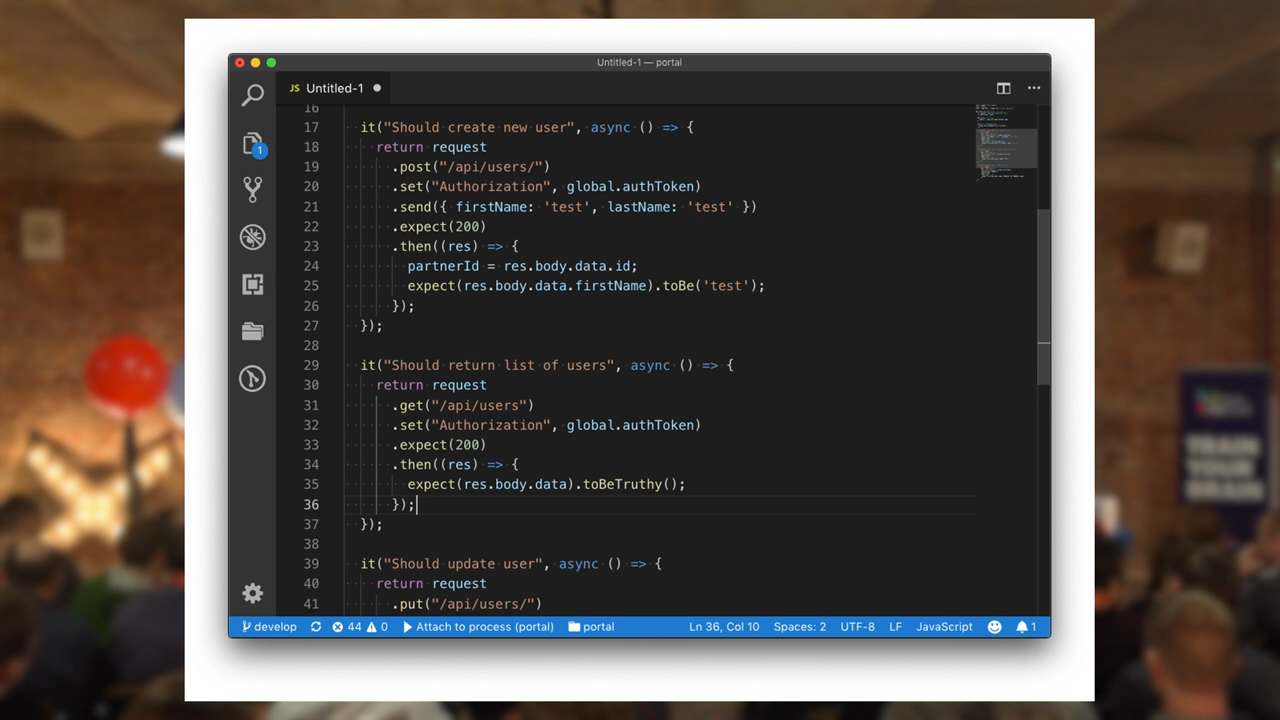 Untitled-1 — portal
JS Untitled-1
1
16
17 it("Should create new user", async () => {
18 return request
19 .post("/api/users/")
20 .set("Authorization", global.authToken)
21 .send({ firstName: 'test', lastName: 'test' })
22 .expect(200)
23 .then((res) => {
24 partnerId = res.body.data.id;
25 expect(res.body.data.firstName).toBe('test');
26 });
27 });
28
29 it("Should return list of users", async () => {
30 return request
31 .get("/api/users")
32 .set("Authorization", global.authToken)
33 .expect(200)
34 .then((res) => {
35 expect(res.body.data).toBeTruthy();
36 });
37 });
38
39 it("Should update user", async () => {
40 return request
41 .put("/api/users/")
develop 44 0 Attach to process (portal) portal Ln 36, Col 10 Spaces: 2 UTF-8 LF JavaScript 1
TRAIN
YOUR
BRAIN